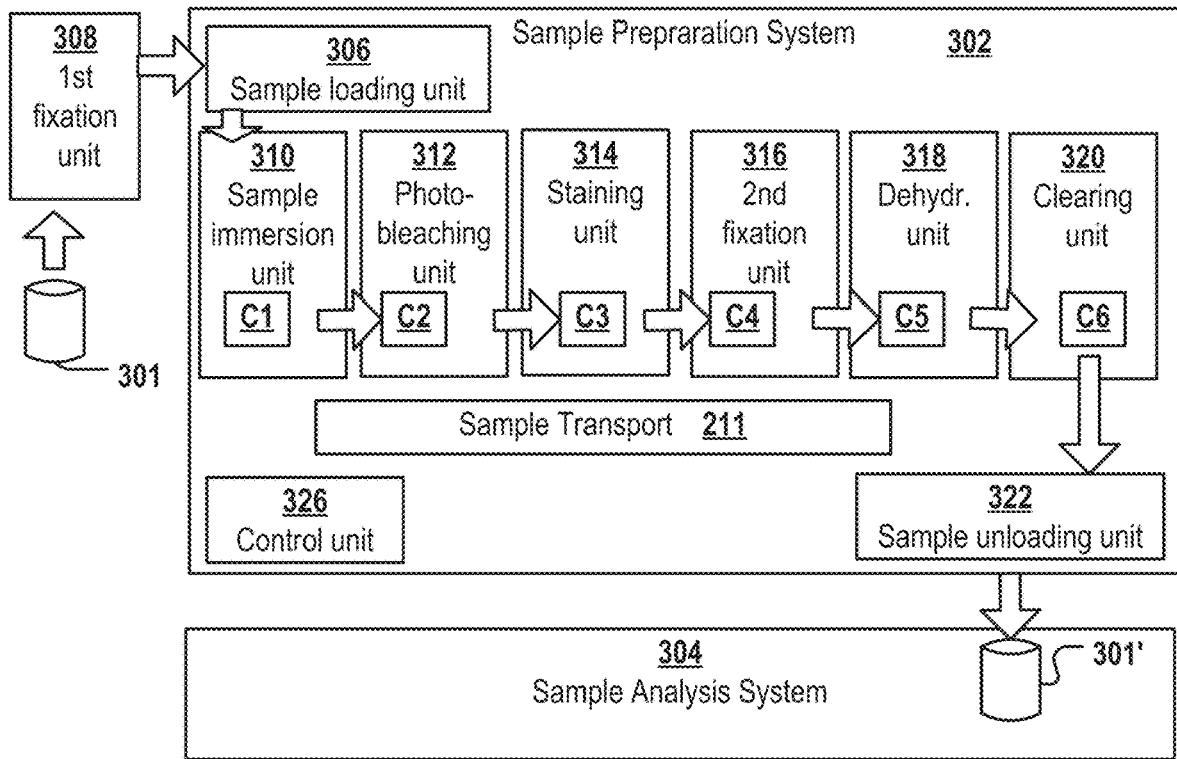 308
1st
fixation
unit
301
Sample Prepraration System 302
306
Sample loading unit
310
Sample
immersion
unit
C1
312
Photo-
bleaching
unit
C2
314
Staining
unit
C3
316
2nd
fixation
unit
C4
318
Dehydr.
unit
C5
320
Clearing
unit
C6
Sample Transport 211
326
Control unit
322
Sample unloading unit
304
Sample Analysis System
301'